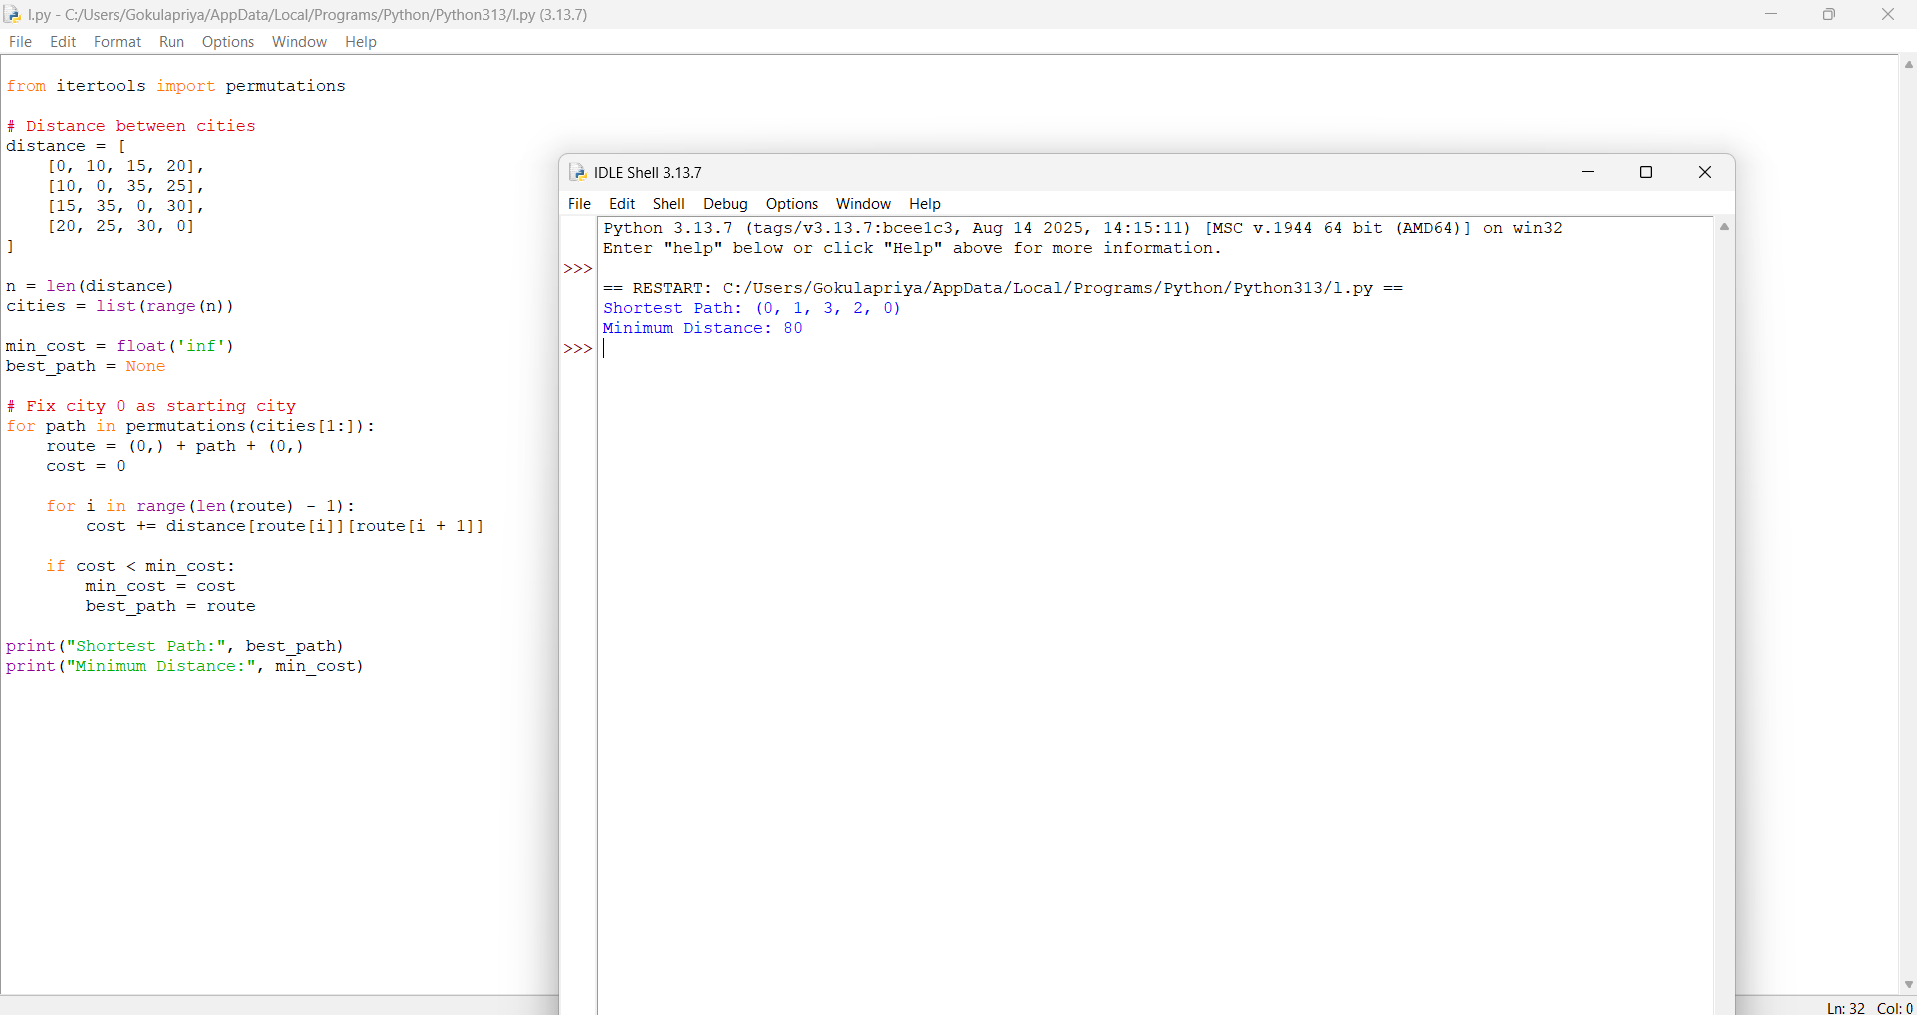 l.py - C:/Users/Gokulapriya/AppData/Local/Programs/Python/Python313/l.py (3.13.7)
File Edit Format Run Options Window Help
from itertools import permutations
# Distance between cities
distance = [
    [0, 10, 15, 20],
    [10, 0, 35, 25],
    [15, 35, 0, 30],
    [20, 25, 30, 0]
]
n = len(distance)
cities = list(range(n))
min_cost = float('inf')
best_path = None
# Fix city 0 as starting city
for path in permutations(cities[1:]):
    route = (0,) + path + (0,)
    cost = 0
    for i in range(len(route) - 1):
        cost += distance[route[i]][route[i + 1]]
    if cost < min_cost:
        min_cost = cost
        best_path = route
print("Shortest Path:", best_path)
print("Minimum Distance:", min_cost)
IDLE Shell 3.13.7
File Edit Shell Debug Options Window Help
Python 3.13.7 (tags/v3.13.7:bcee1c3, Aug 14 2025, 14:15:11) [MSC v.1944 64 bit (AMD64)] on win32
Enter "help" below or click "Help" above for more information.
>>>
== RESTART: C:/Users/Gokulapriya/AppData/Local/Programs/Python/Python313/l.py ==
Shortest Path: (0, 1, 3, 2, 0)
Minimum Distance: 80
>>>
Ln: 32 Col: 0